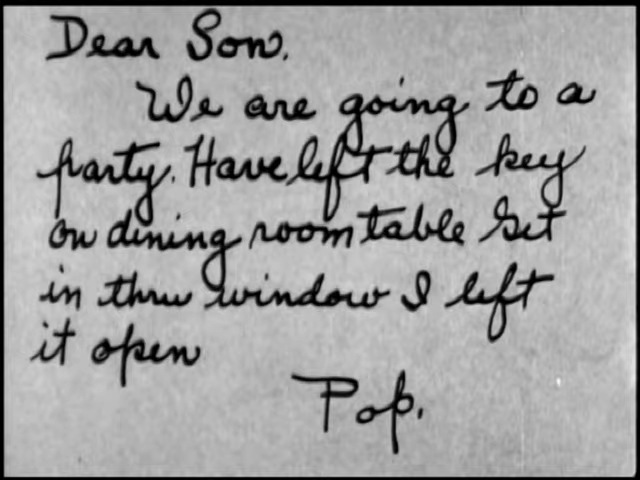 Dear Son.
We are going to a
party. Have left the key
on dining room table Get
in thru window I left
it open
Pop.